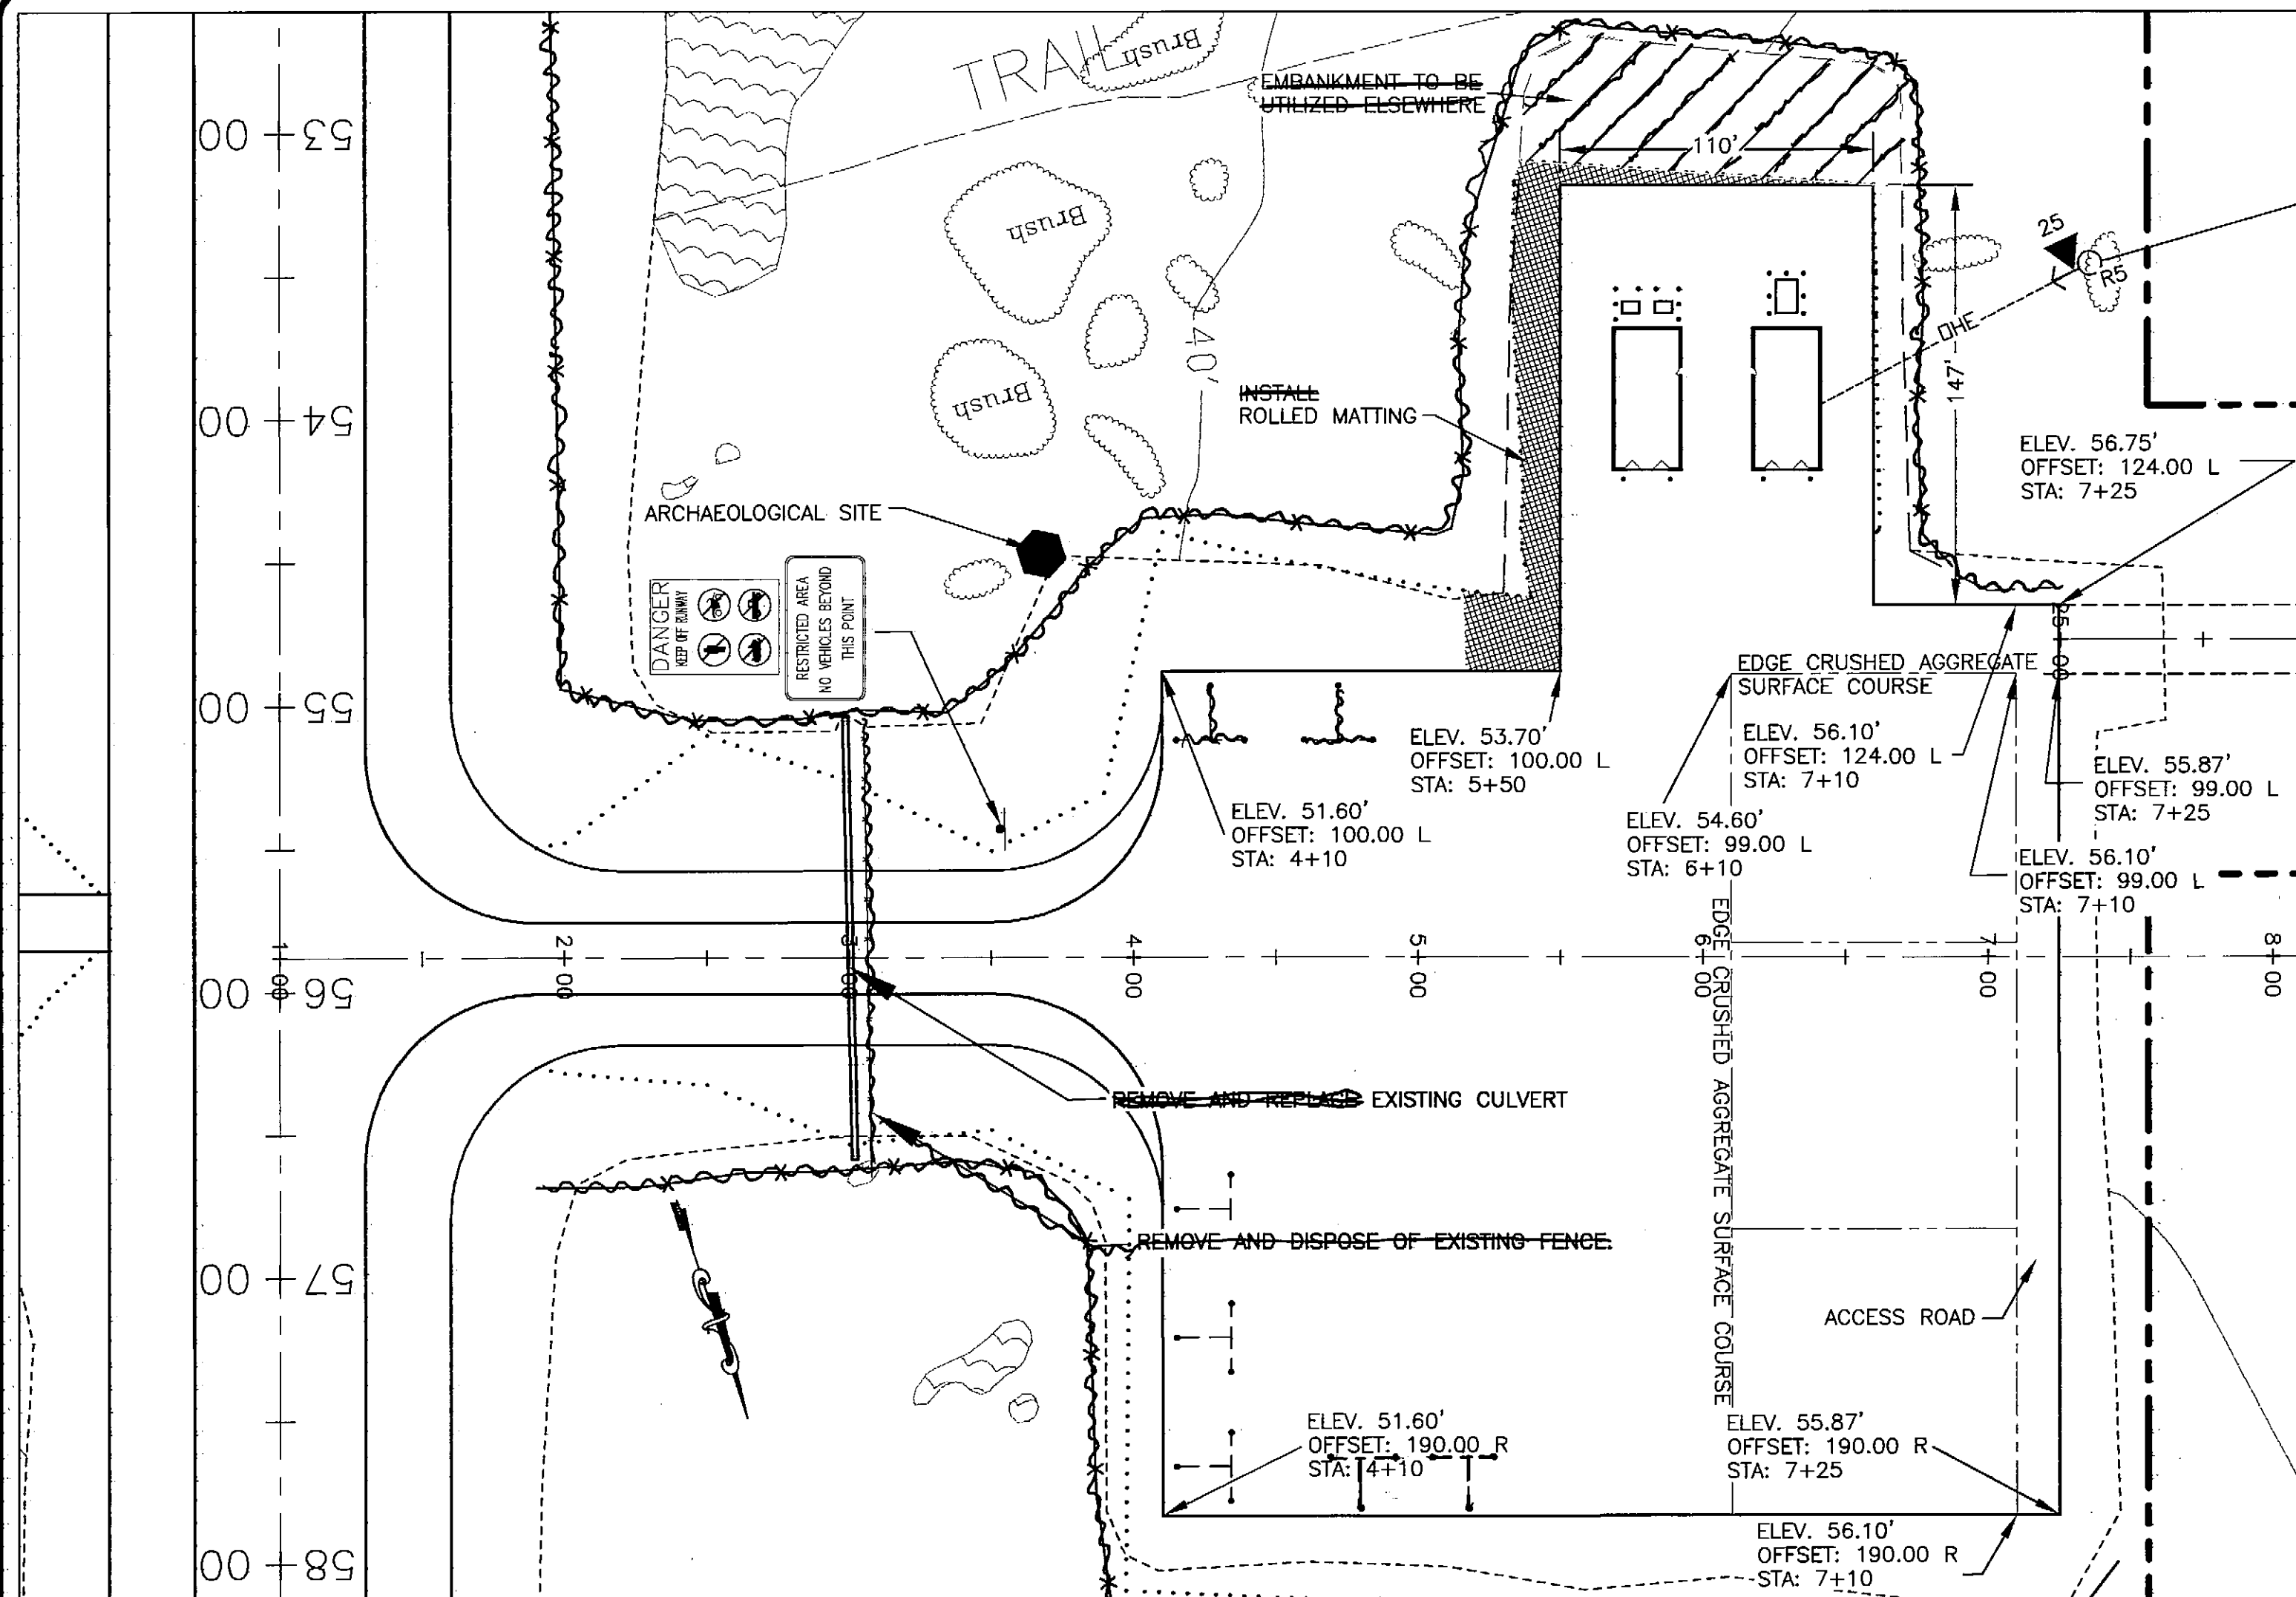 TRAIL
Brush
EMBANKMENT TO BE
UTILIZED ELSEWHERE
110'
53+00
Brush
25
R5
OHE
147'
40'
Brush
INSTALL
ROLLED MATTING
54+00
ELEV. 56.75'
OFFSET: 124.00 L
STA: 7+25
ARCHAEOLOGICAL SITE
DANGER
KEEP OFF RUNWAY
RESTRICTED AREA
NO VEHICLES BEYOND
THIS POINT
EDGE CRUSHED AGGREGATE
SURFACE COURSE
55+00
ELEV. 53.70'
OFFSET: 100.00 L
STA: 5+50
ELEV. 56.10'
OFFSET: 124.00 L
STA: 7+10
ELEV. 55.87'
OFFSET: 99.00 L
STA: 7+25
ELEV. 51.60'
OFFSET: 100.00 L
STA: 4+10
ELEV. 54.60'
OFFSET: 99.00 L
STA: 6+10
ELEV. 56.10'
OFFSET: 99.00 L
STA: 7+10
EDGE CRUSHED AGGREGATE SURFACE COURSE
1+00
2+00
3+00
4+00
5+00
6+00
7+00
8+00
56+00
REMOVE AND REPLACE EXISTING CULVERT
REMOVE AND DISPOSE OF EXISTING FENCE.
57+00
ACCESS ROAD
ELEV. 51.60'
OFFSET: 190.00 R
STA: 4+10
ELEV. 55.87'
OFFSET: 190.00 R
STA: 7+25
ELEV. 56.10'
OFFSET: 190.00 R
STA: 7+10
58+00